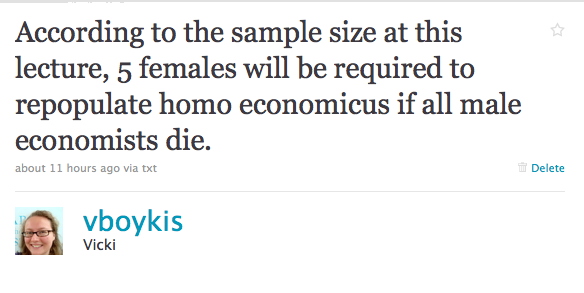 According to the sample size at this
lecture, 5 females will be required to
repopulate homo economicus if all male
economists die.
about 11 hours ago via txt
Delete
vboykis
Vicki